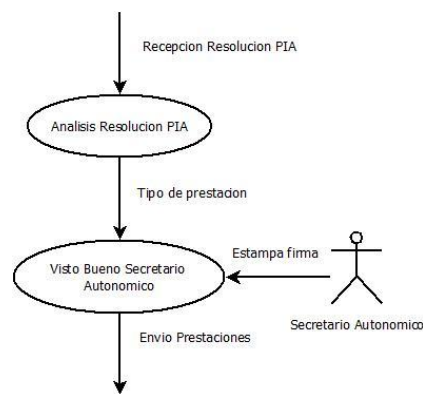 Recepcion Resolucion PIA
Analisis Resolucion PIA
Tipo de prestacion
Estampa firma
Visto Bueno Secretario
Autonomico
Secretario Autonomico
Envio Prestaciones